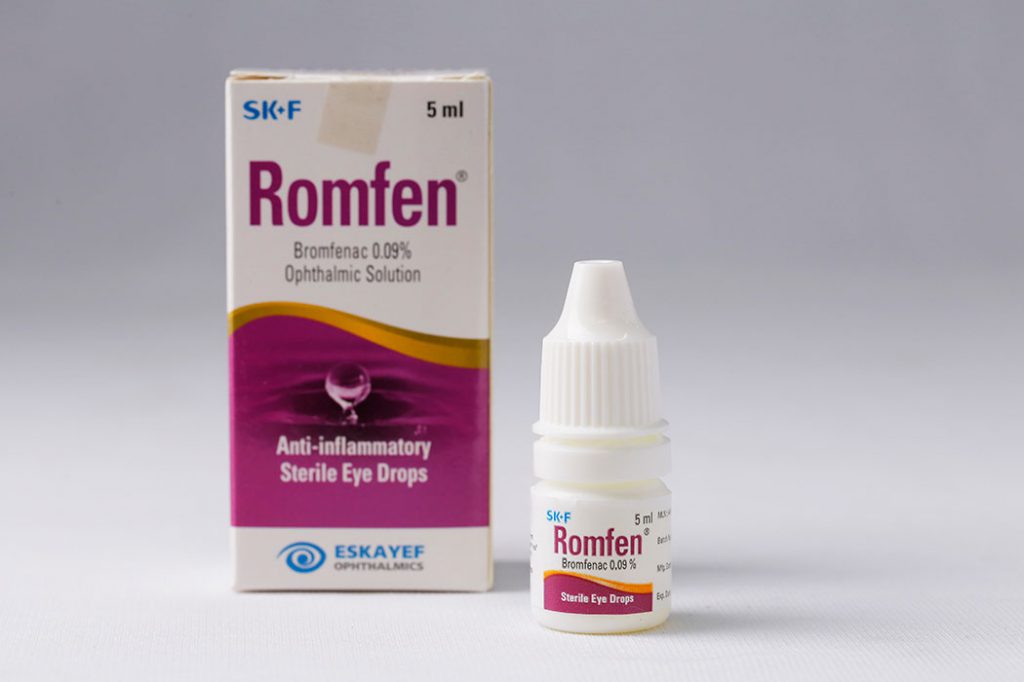 SK+F
5 ml
Romfen®
Bromfenac 0.09%
Ophthalmic Solution
Anti-inflammatory
Sterile Eye Drops
ESKAYEF
OPHTHALMICS
SK+F
5 ml
Romfen®
Bromfenac 0.09 %
Sterile Eye Drops